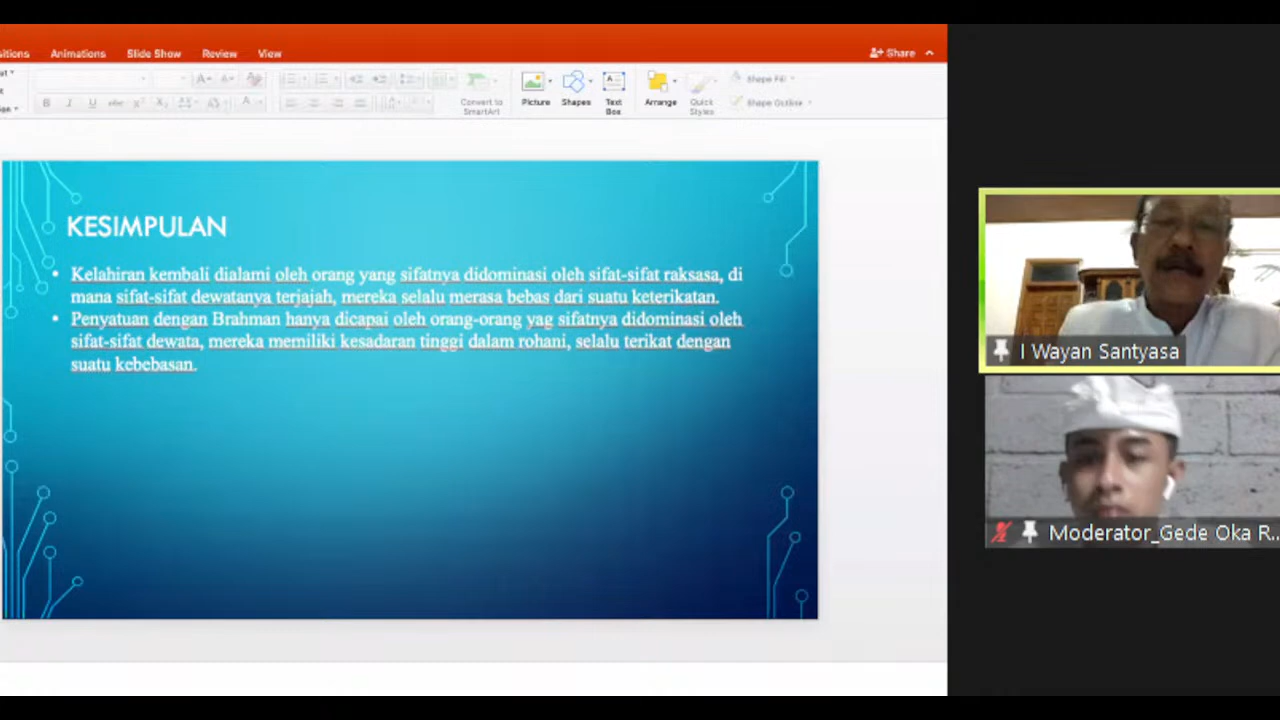 Animations Slide Show Review View
Share
Convert to SmartArt
Picture
Shapes
Text Box
Arrange
Quick Styles
Shape Fill
Shape Outline
KESIMPULAN
• Kelahiran kembali dialami oleh orang yang sifatnya didominasi oleh sifat-sifat raksasa, di
mana sifat-sifat dewatanya terjajah, mereka selalu merasa bebas dari suatu keterikatan.
• Penyatuan dengan Brahman hanya dicapai oleh orang-orang yag sifatnya didominasi oleh
sifat-sifat dewata, mereka memiliki kesadaran tinggi dalam rohani, selalu terikat dengan
suatu kebebasan.
I Wayan Santyasa
Moderator_Gede Oka R...